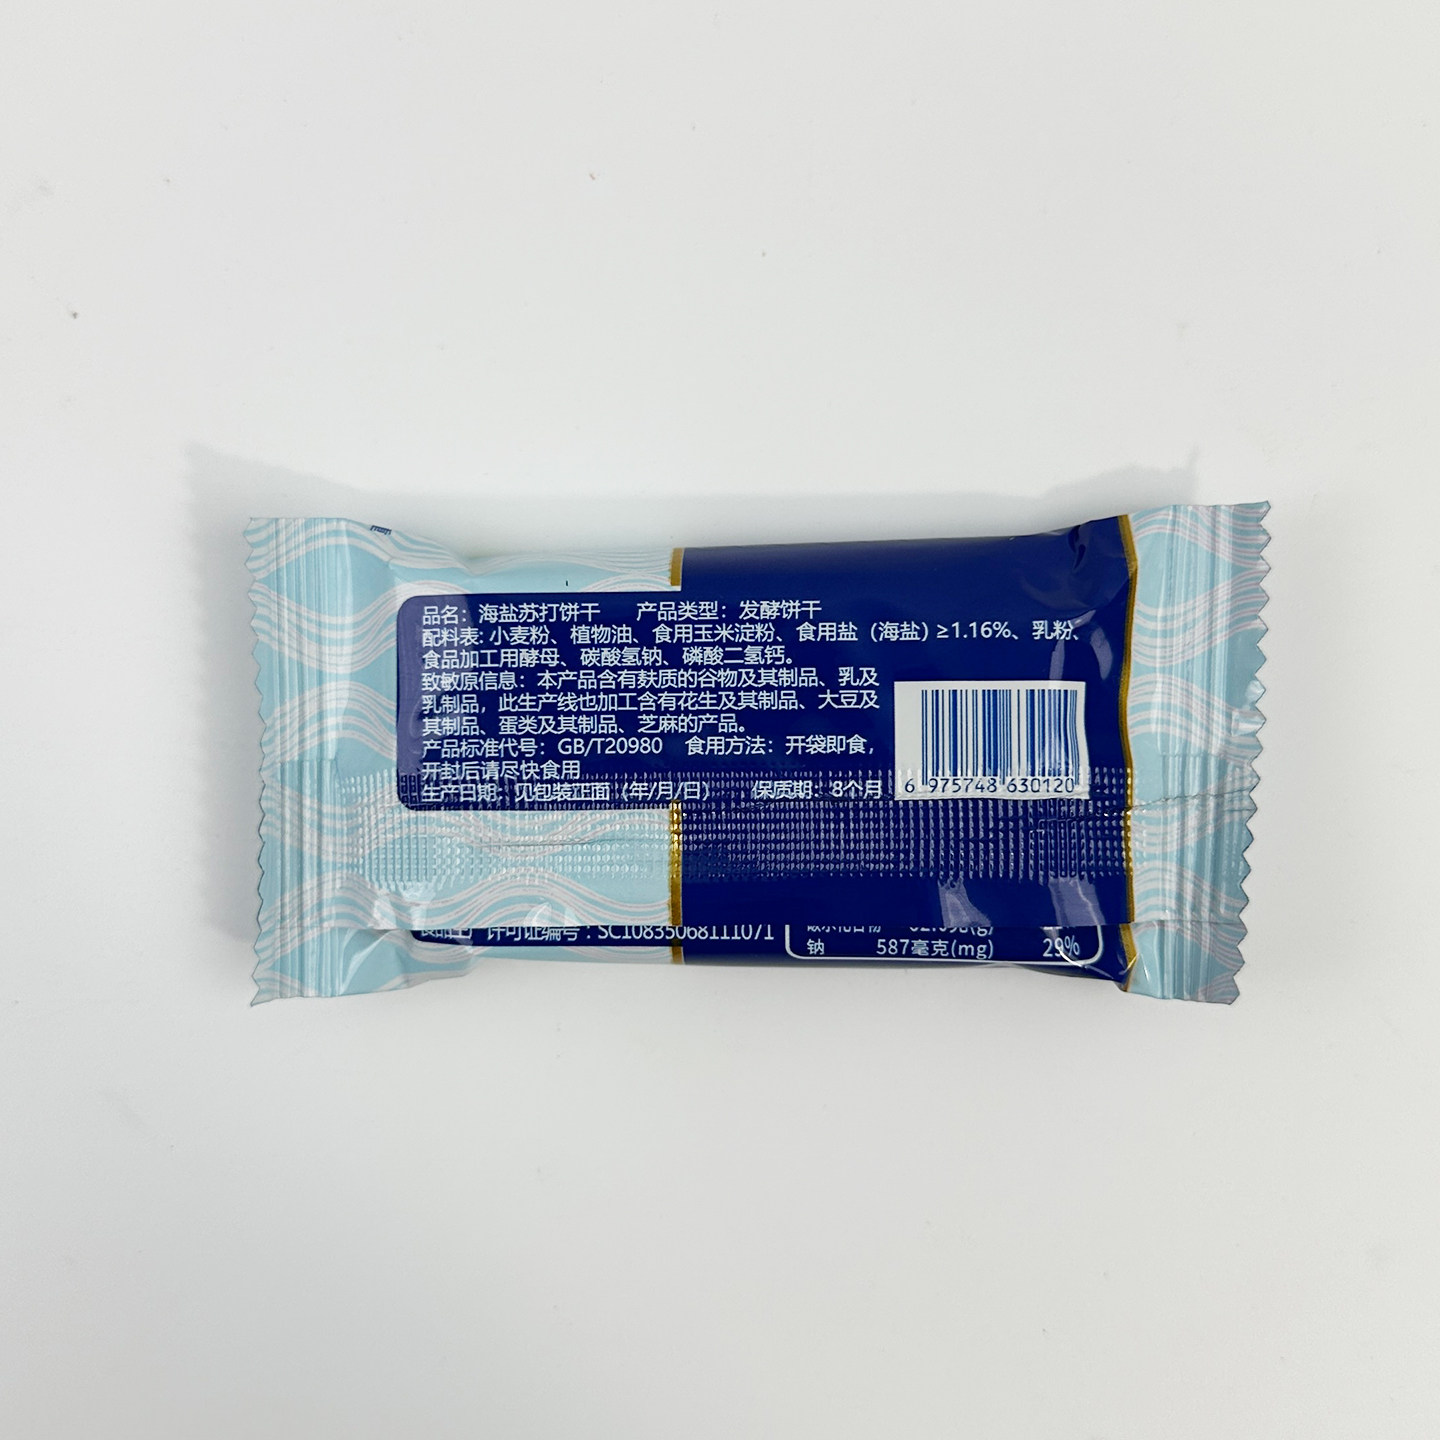 品名：海盐苏打饼干 产品类型：发酵饼干
配料表：小麦粉、植物油、食用玉米淀粉、食用盐（海盐）≥1.16%、乳粉、
食品加工用酵母、碳酸氢钠、磷酸二氢钙。
致敏原信息：本产品含有麸质的谷物及其制品、乳及
乳制品，此生产线也加工含有花生及其制品、大豆及
其制品、蛋类及其制品、芝麻的产品。
产品标准代号：GB/T20980 食用方法：开袋即食，
开封后请尽快食用
生产日期：见包装正面（年/月/日） 保质期：8个月
6 975748 630120
许可证编号：SC10835068111071
钠 587毫克(mg) 29%